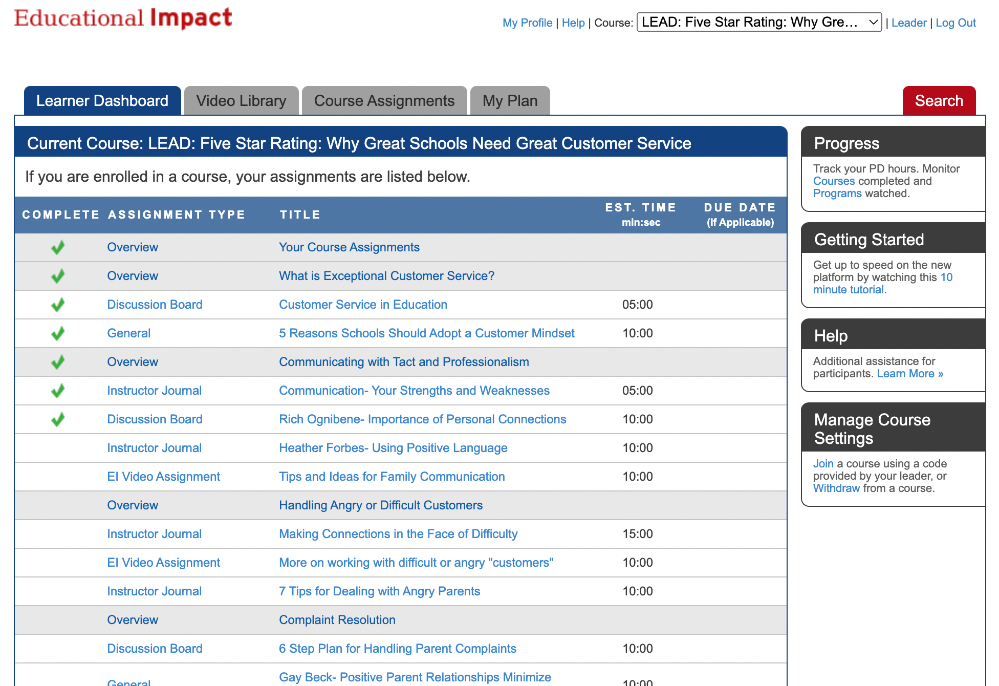 Educational Impact
My Profile | Help | Course: LEAD: Five Star Rating: Why Gre... | Leader | Log Out
Learner Dashboard Video Library Course Assignments My Plan Search
Current Course: LEAD: Five Star Rating: Why Great Schools Need Great Customer Service
If you are enrolled in a course, your assignments are listed below.
COMPLETE ASSIGNMENT TYPE TITLE EST. TIME min:sec DUE DATE (If Applicable)
Overview Your Course Assignments
Overview What is Exceptional Customer Service?
Discussion Board Customer Service in Education 05:00
General 5 Reasons Schools Should Adopt a Customer Mindset 10:00
Overview Communicating with Tact and Professionalism
Instructor Journal Communication- Your Strengths and Weaknesses 05:00
Discussion Board Rich Ognibene- Importance of Personal Connections 10:00
Instructor Journal Heather Forbes- Using Positive Language 10:00
EI Video Assignment Tips and Ideas for Family Communication 10:00
Overview Handling Angry or Difficult Customers
Instructor Journal Making Connections in the Face of Difficulty 15:00
EI Video Assignment More on working with difficult or angry "customers" 10:00
Instructor Journal 7 Tips for Dealing with Angry Parents 10:00
Overview Complaint Resolution
Discussion Board 6 Step Plan for Handling Parent Complaints 10:00
Gay Beck- Positive Parent Relationships Minimize
General 10:00
Progress
Track your PD hours. Monitor
Courses completed and
Programs watched.
Getting Started
Get up to speed on the new
platform by watching this 10
minute tutorial.
Help
Additional assistance for
participants. Learn More »
Manage Course
Settings
Join a course using a code
provided by your leader, or
Withdraw from a course.